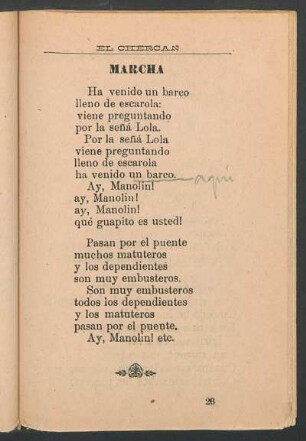 EL CHERCAN
MARCHA
Ha venido un barco
lleno de escarola:
viene preguntando
por la señá Lola.
Por la señá Lola
viene preguntando
lleno de escarola
ha venido un barco.
aquí
Ay, Manolin!
ay, Manolin!
ay, Manolin!
qué guapito es usted!
Pasan por el puente
muchos matuteros
y los dependientes
son muy embusteros.
Son muy embusteros
todos los dependientes
y los matuteros
pasan por el puente.
Ay, Manolin! etc.
28